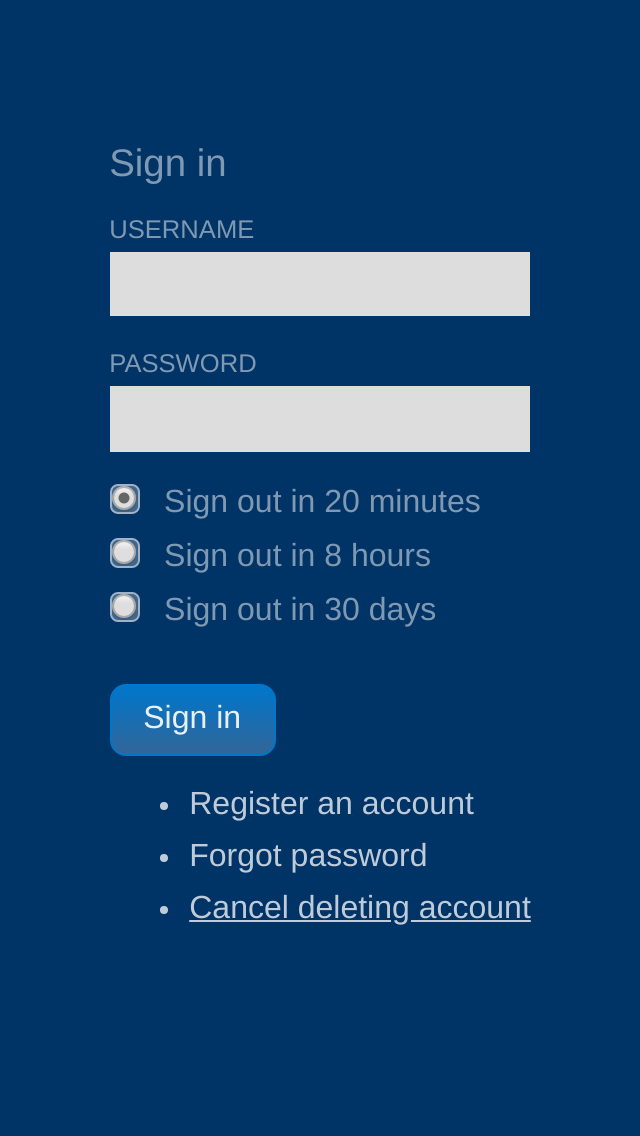 Sign in
USERNAME
PASSWORD
Sign out in 20 minutes
Sign out in 8 hours
Sign out in 30 days
Sign in
Register an account
Forgot password
Cancel deleting account